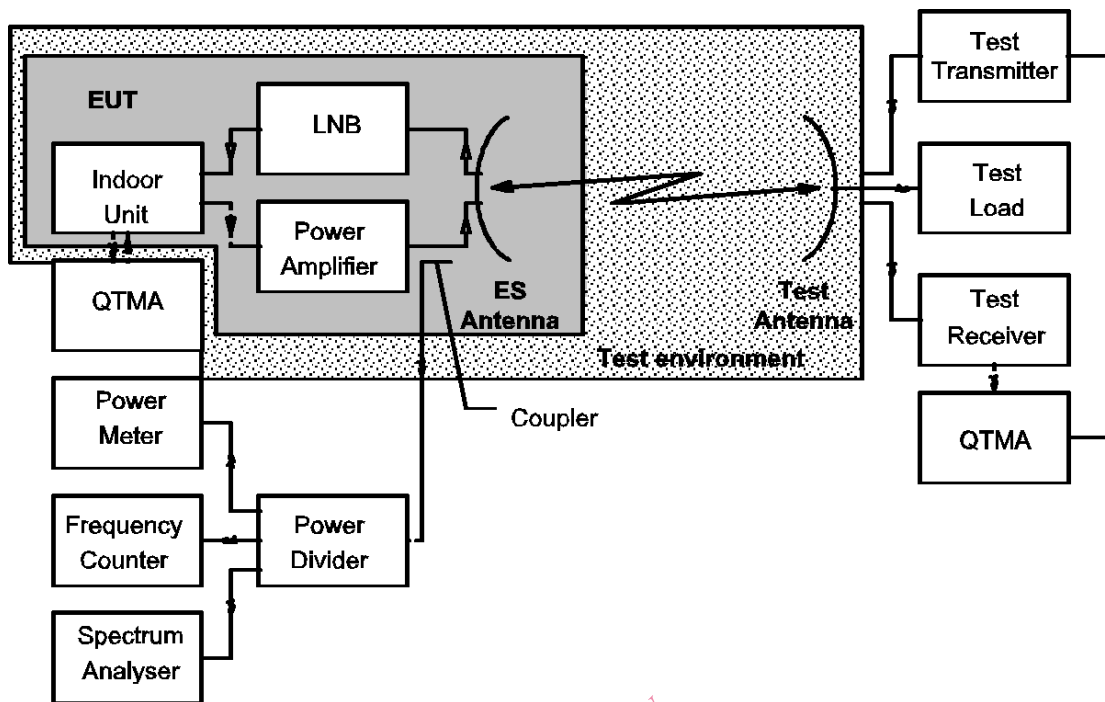 EUT
LNB
Indoor
Unit
Power
Amplifier
ES
Antenna
QTMA
Power
Meter
Frequency
Counter
Spectrum
Analyser
Power
Divider
Coupler
Test environment
Test
Antenna
Test
Transmitter
Test
Load
Test
Receiver
QTMA